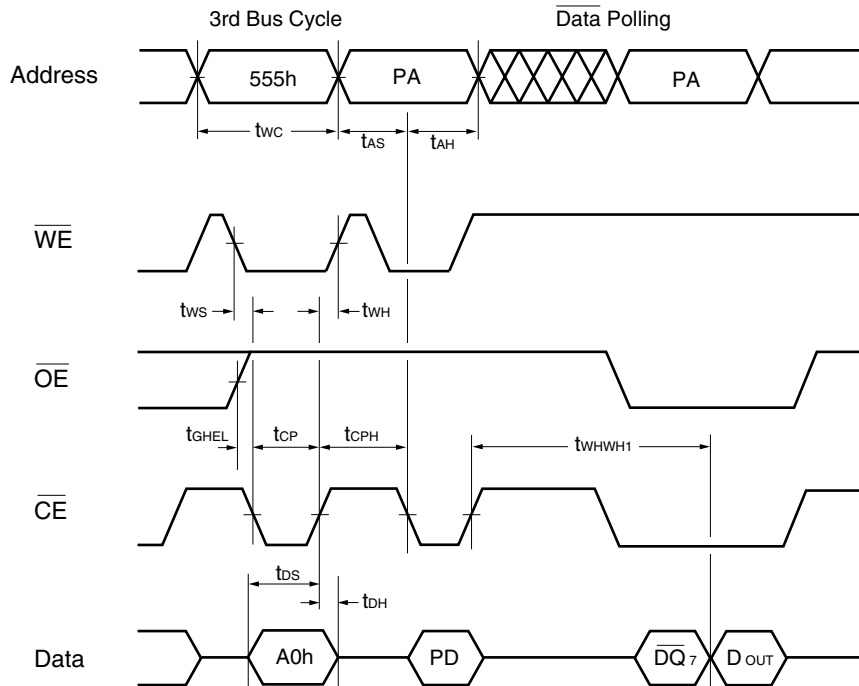 3rd Bus Cycle
Data Polling
Address
555h
PA
PA
tWC
tAS
tAH
WE
tWS
tWH
OE
tGHEL
tCP
tCPH
tWHWH1
CE
tDS
tDH
Data
A0h
PD
DQ7
DOUT